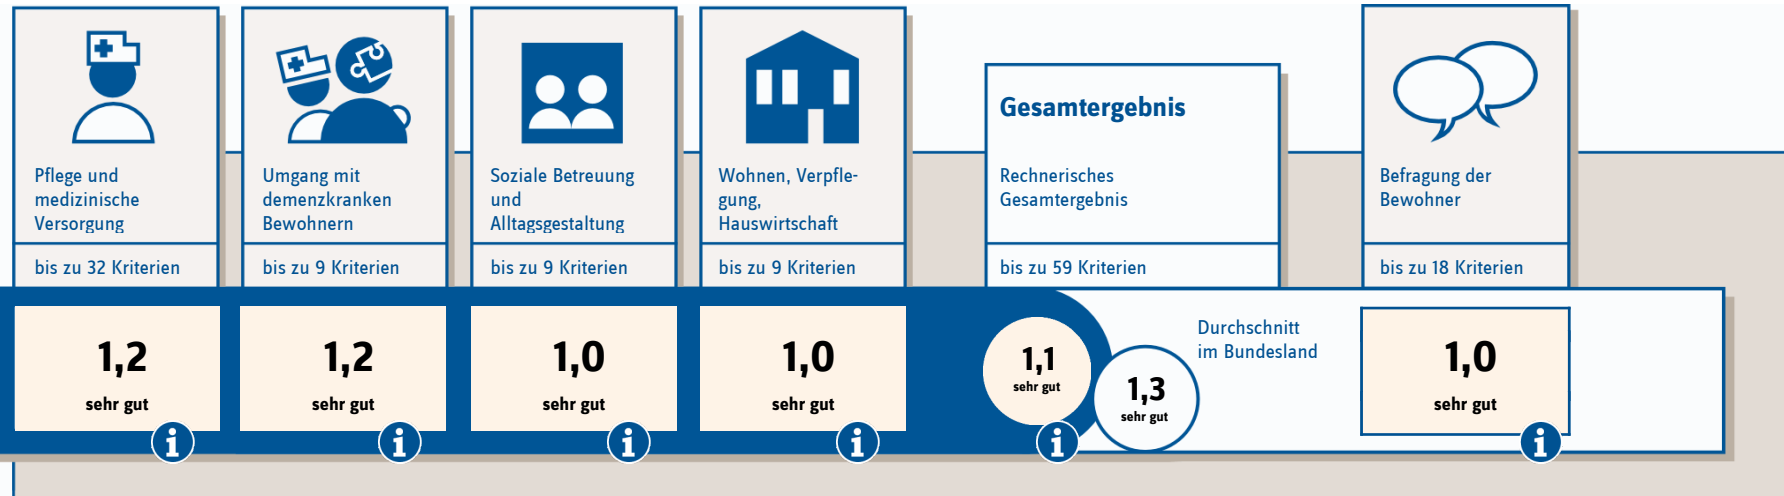 Pflege und
medizinische
Versorgung
bis zu 32 Kriterien
1,2
sehr gut
Umgang mit
demenzkranken
Bewohnern
bis zu 9 Kriterien
1,2
sehr gut
Soziale Betreuung
und
Alltagsgestaltung
bis zu 9 Kriterien
1,0
sehr gut
Wohnen, Verpfle-
gung,
Hauswirtschaft
bis zu 9 Kriterien
1,0
sehr gut
Gesamtergebnis
Rechnerisches
Gesamtergebnis
bis zu 59 Kriterien
1,1
sehr gut
1,3
sehr gut
Durchschnitt
im Bundesland
Befragung der
Bewohner
bis zu 18 Kriterien
1,0
sehr gut
i
i
i
i
i
i